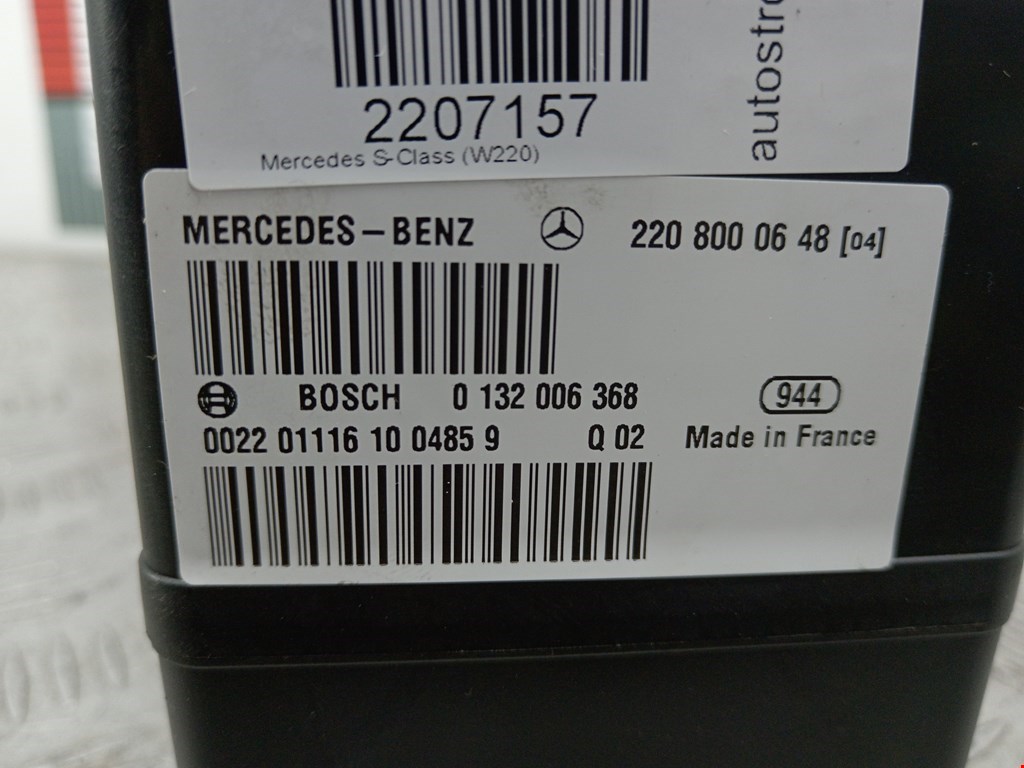 2207157
Mercedes S-Class (W220)
autostro
MERCEDES-BENZ 220 800 06 48 [04]
BOSCH 0 132 006 368 944
0022 01116 10 0485 9 Q 02 Made in France